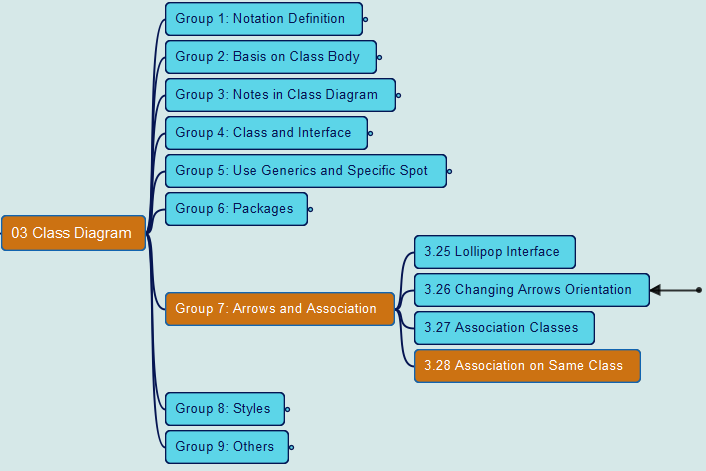 Group 1: Notation Definition
Group 2: Basis on Class Body
Group 3: Notes in Class Diagram
Group 4: Class and Interface
Group 5: Use Generics and Specific Spot
Group 6: Packages
03 Class Diagram
Group 7: Arrows and Association
3.25 Lollipop Interface
3.26 Changing Arrows Orientation
3.27 Association Classes
3.28 Association on Same Class
Group 8: Styles
Group 9: Others